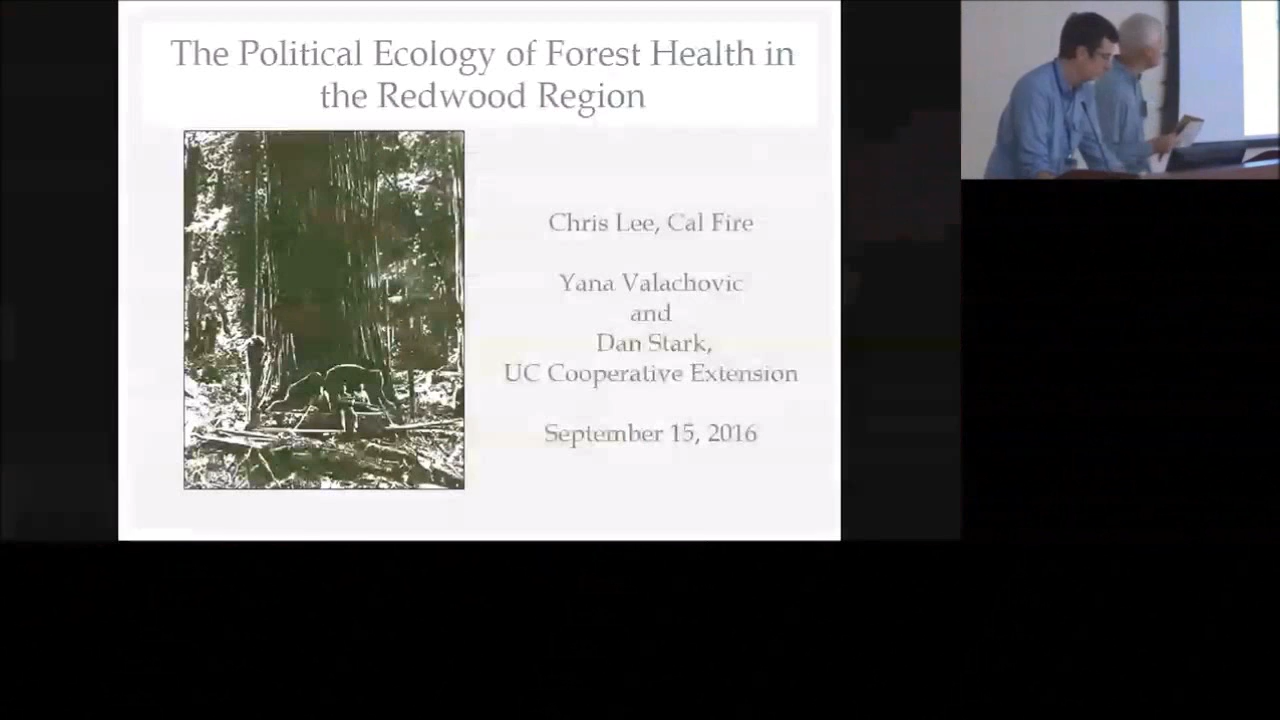 The Political Ecology of Forest Health in
the Redwood Region
Chris Lee, Cal Fire
Yana Valachovic
and
Dan Stark,
UC Cooperative Extension
September 15, 2016